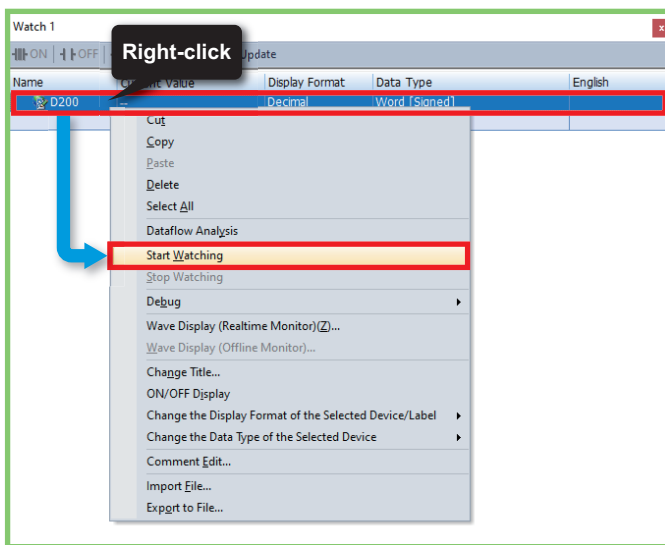 Watch 1
ON OFF Update
Right-click
Name Current Value Display Format Data Type English
D200 -- Decimal Word [Signed]
Cut
Copy
Paste
Delete
Select All
Dataflow Analysis
Start Watching
Stop Watching
Debug
Wave Display (Realtime Monitor)(Z)...
Wave Display (Offline Monitor)...
Change Title...
ON/OFF Display
Change the Display Format of the Selected Device/Label
Change the Data Type of the Selected Device
Comment Edit...
Import File...
Export to File...